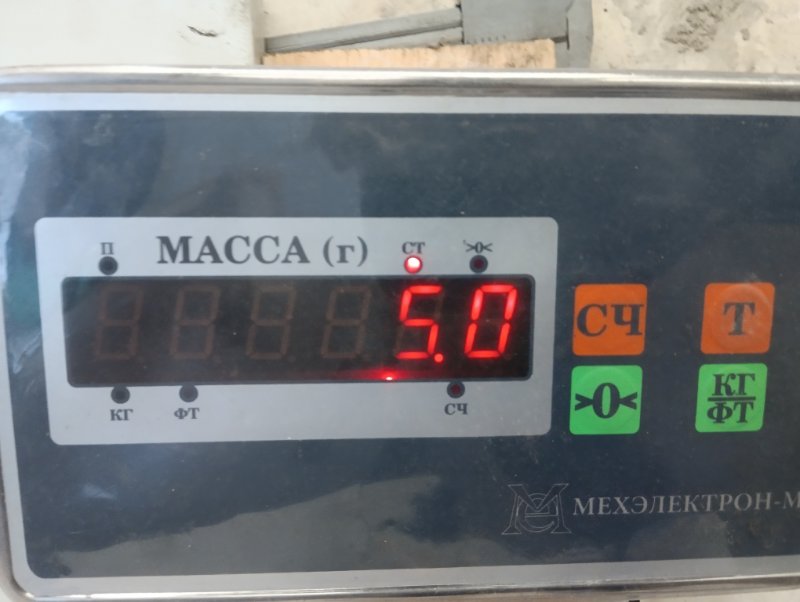 П МАССА (г) СТ >0<
5.0
КГ ФТ СЧ
СЧ Т
>0< КГ/ФТ
МЕХЭЛЕКТРОН-М